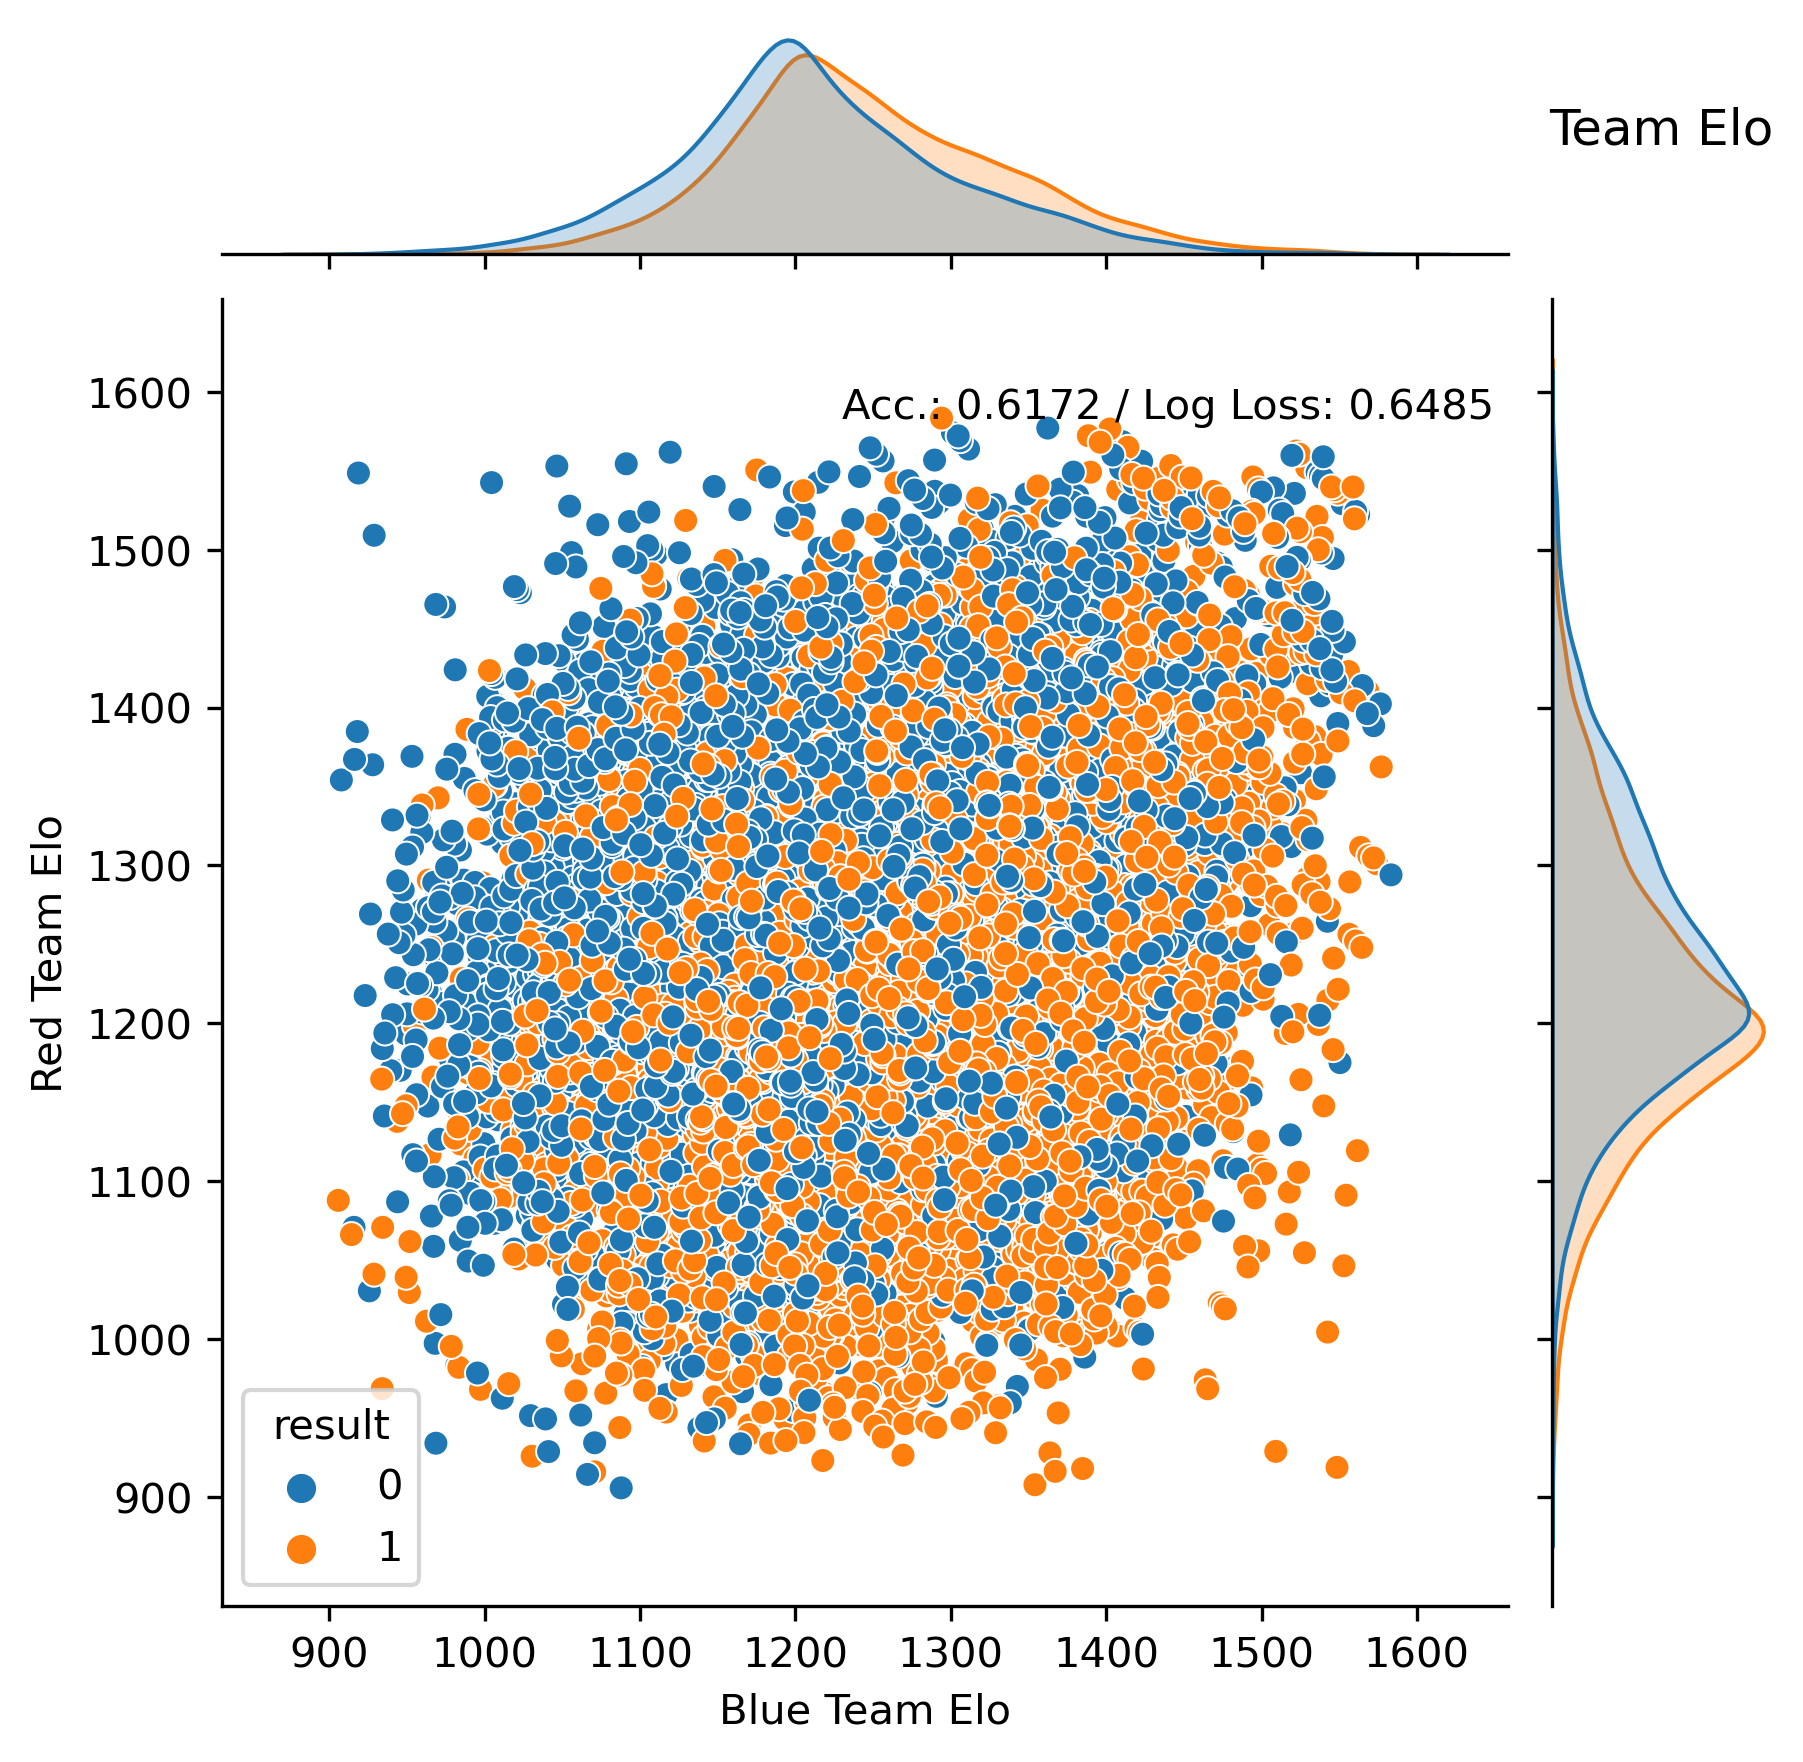 Team Elo
Acc.: 0.6172 / Log Loss: 0.6485
1600
1500
1400
1300
1200
1100
1000
900
Red Team Elo
result
0
1
900 1000 1100 1200 1300 1400 1500 1600
Blue Team Elo